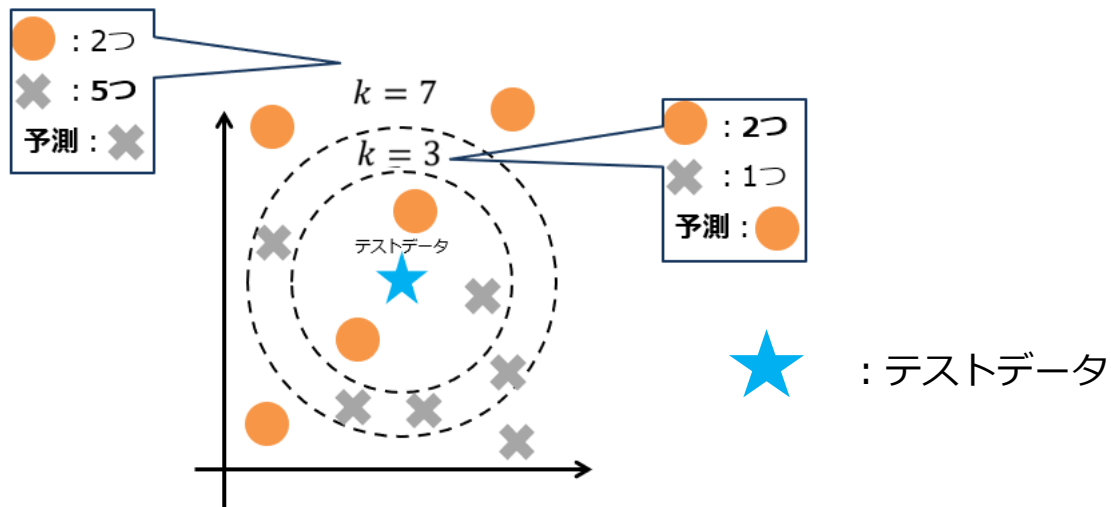 ：2つ
：5つ
予測：
k = 7
k = 3
：2つ
：1つ
予測：
テストデータ
：テストデータ